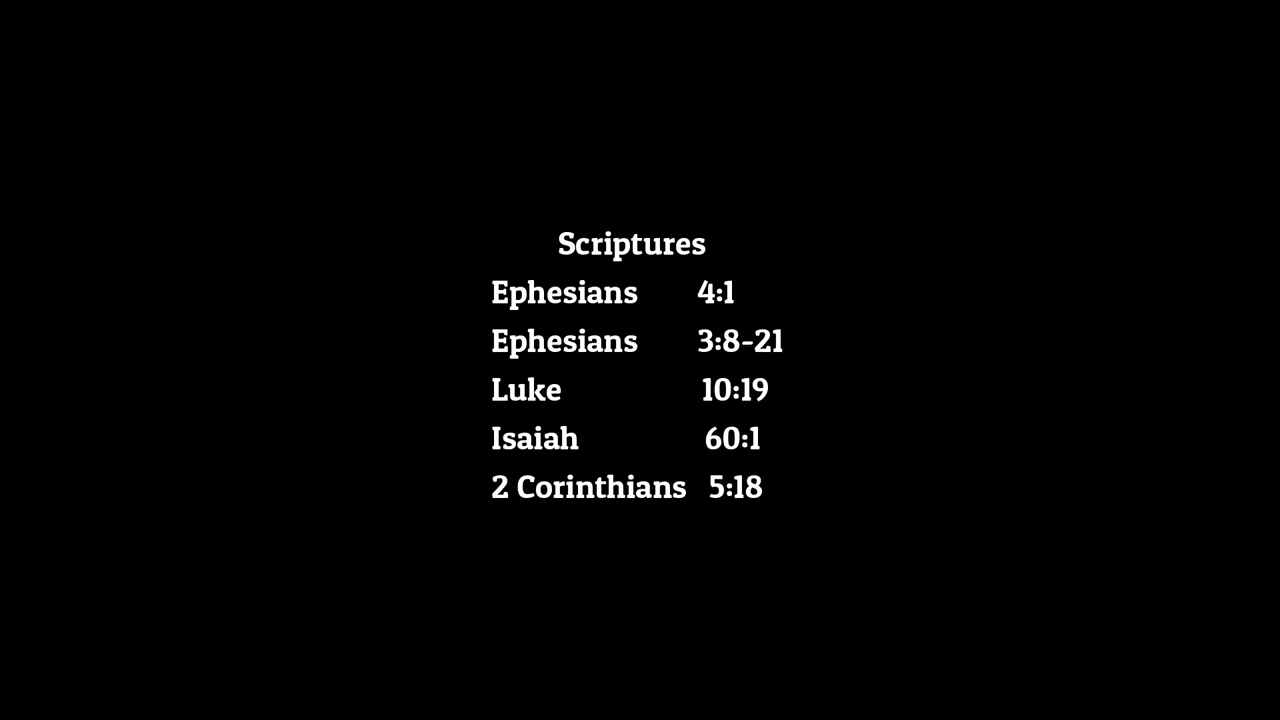 Scriptures
Ephesians 4:1
Ephesians 3:8-21
Luke 10:19
Isaiah 60:1
2 Corinthians 5:18